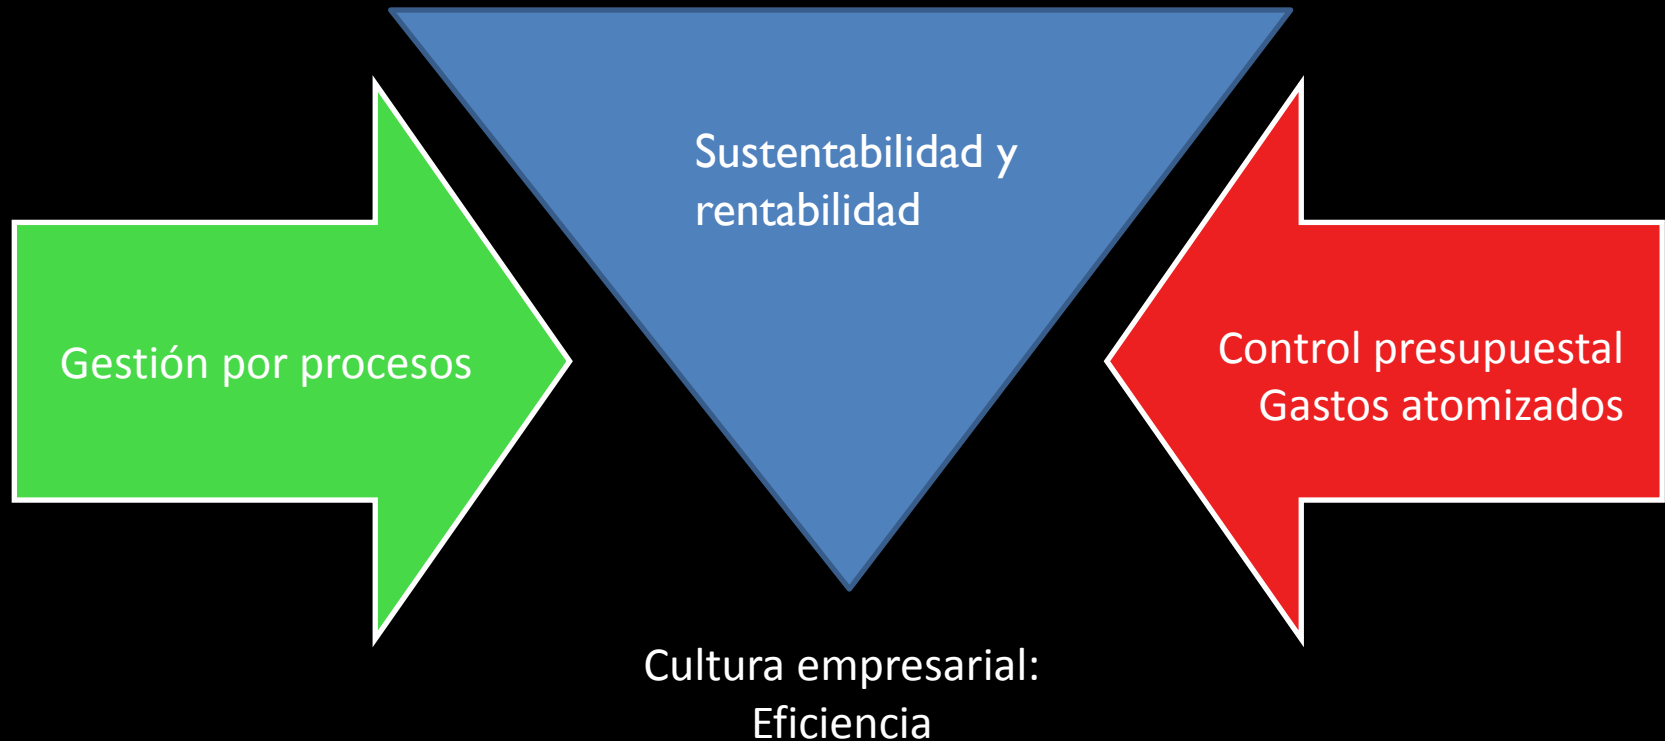 Sustentabilidad y
rentabilidad
Gestión por procesos
Control presupuestal
Gastos atomizados
Cultura empresarial:
Eficiencia